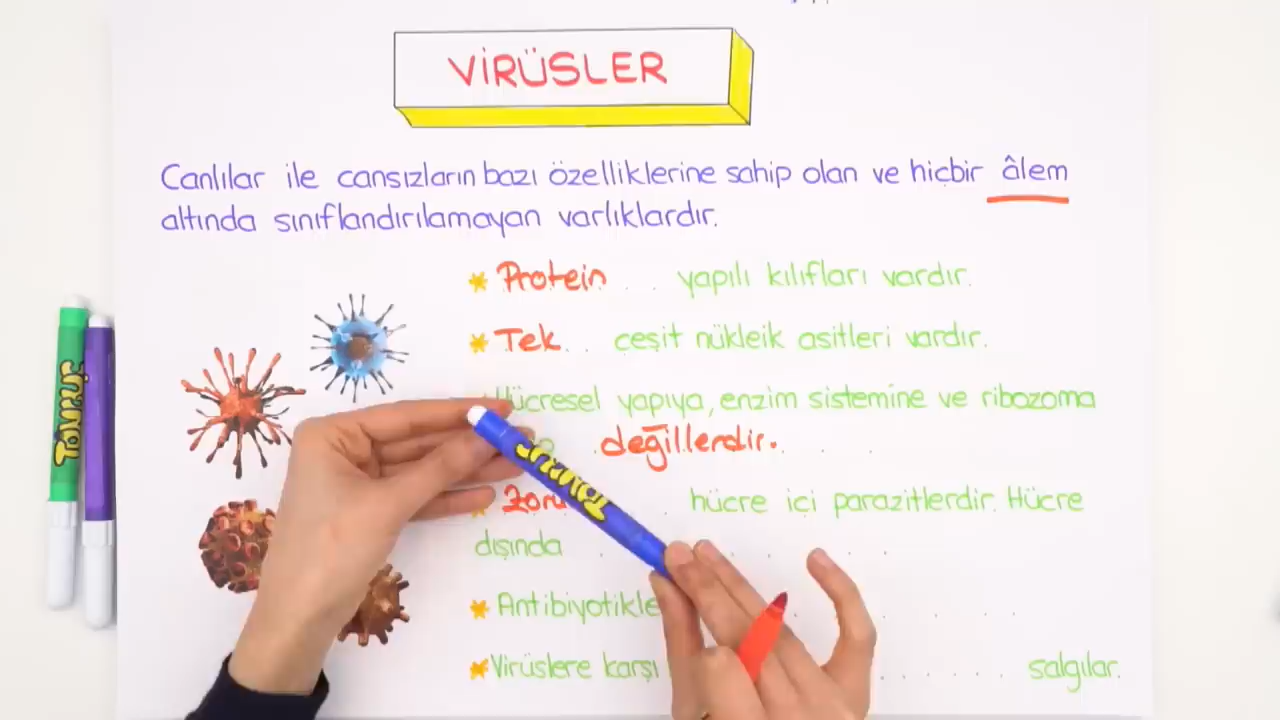 VİRÜSLER
Canlılar ile cansızların bazı özelliklerine sahip olan ve hiçbir âlem
altında sınıflandırılamayan varlıklardır.
* Protein . . yapılı kılıfları vardır.
* Tek . . çeşit nükleik asitleri vardır.
Hücresel yapıya, enzim sistemine ve ribozoma
değillerdir.
hücre içi parazitlerdir. Hücre
dışında
* Antibiyotikle
* Virüslere karşı . . . . . . salgılar.